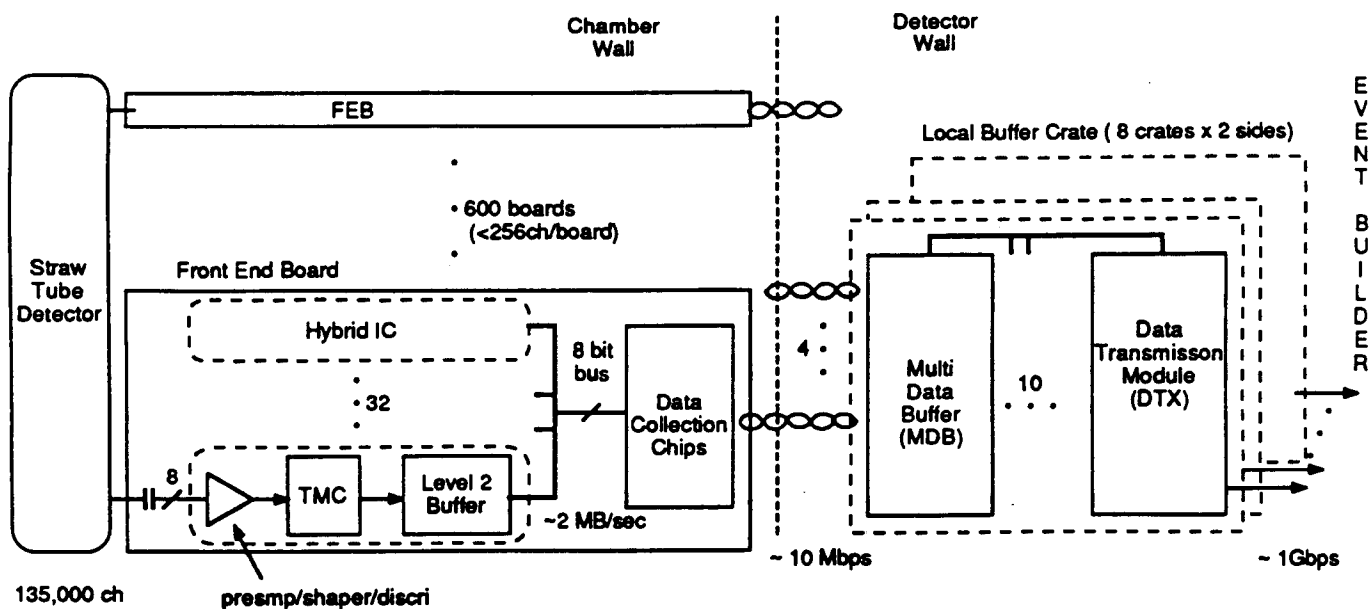 Chamber
Wall
Detector
Wall
FEB
Local Buffer Crate ( 8 crates x 2 sides)
EVENT BUILDER
600 boards
(<256ch/board)
Straw
Tube
Detector
Front End Board
Hybrid IC
32
8 bit
bus
Data
Collection
Chips
4
Multi
Data
Buffer
(MDB)
10
Data
Transmisson
Module
(DTX)
8
TMC
Level 2
Buffer
~2 MB/sec
~ 10 Mbps
~ 1Gbps
135,000 ch
presmp/shaper/discri